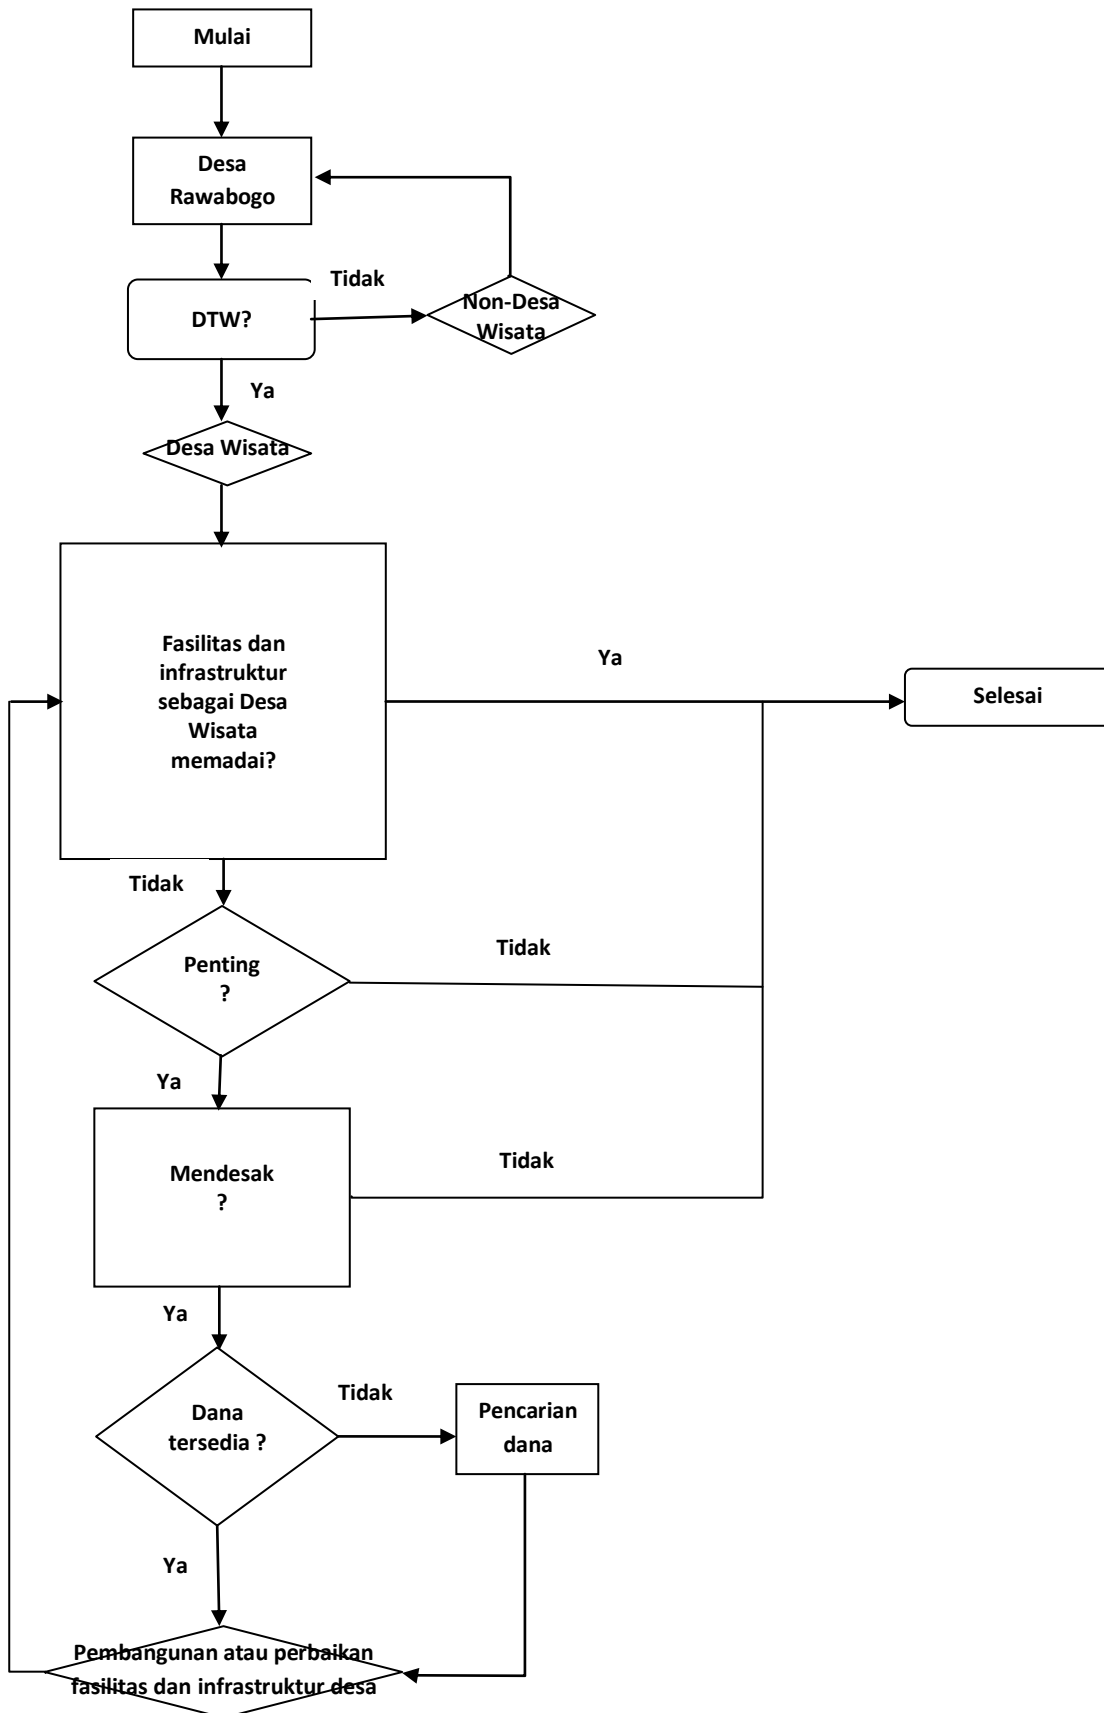 Mulai
Desa
Rawabogo
Tidak
DTW?
Non-Desa
Wisata
Ya
Desa Wisata
Fasilitas dan
infrastruktur
sebagai Desa
Wisata
memadai?
Ya
Selesai
Tidak
Penting
?
Tidak
Ya
Mendesak
?
Tidak
Ya
Dana
tersedia ?
Tidak
Pencarian
dana
Ya
Pembangunan atau perbaikan
fasilitas dan infrastruktur desa